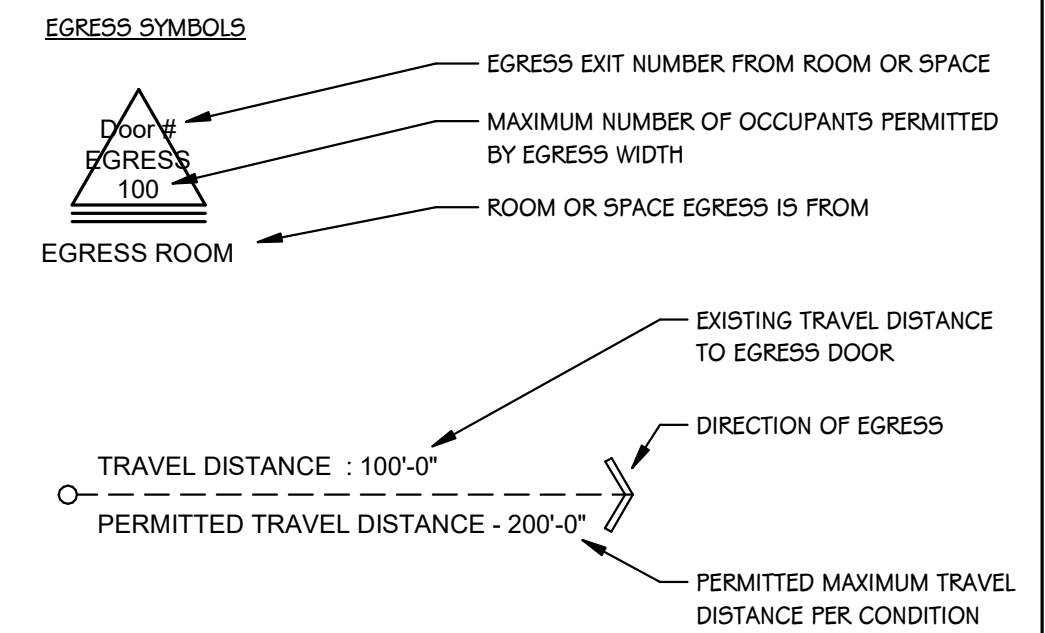 EGRESS SYMBOLS
EGRESS EXIT NUMBER FROM ROOM OR SPACE
Door #
MAXIMUM NUMBER OF OCCUPANTS PERMITTED
BY EGRESS WIDTH
EGRESS
100
ROOM OR SPACE EGRESS IS FROM
EGRESS ROOM
EXISTING TRAVEL DISTANCE
TO EGRESS DOOR
DIRECTION OF EGRESS
TRAVEL DISTANCE : 100'-0"
PERMITTED TRAVEL DISTANCE - 200'-0"
PERMITTED MAXIMUM TRAVEL
DISTANCE PER CONDITION